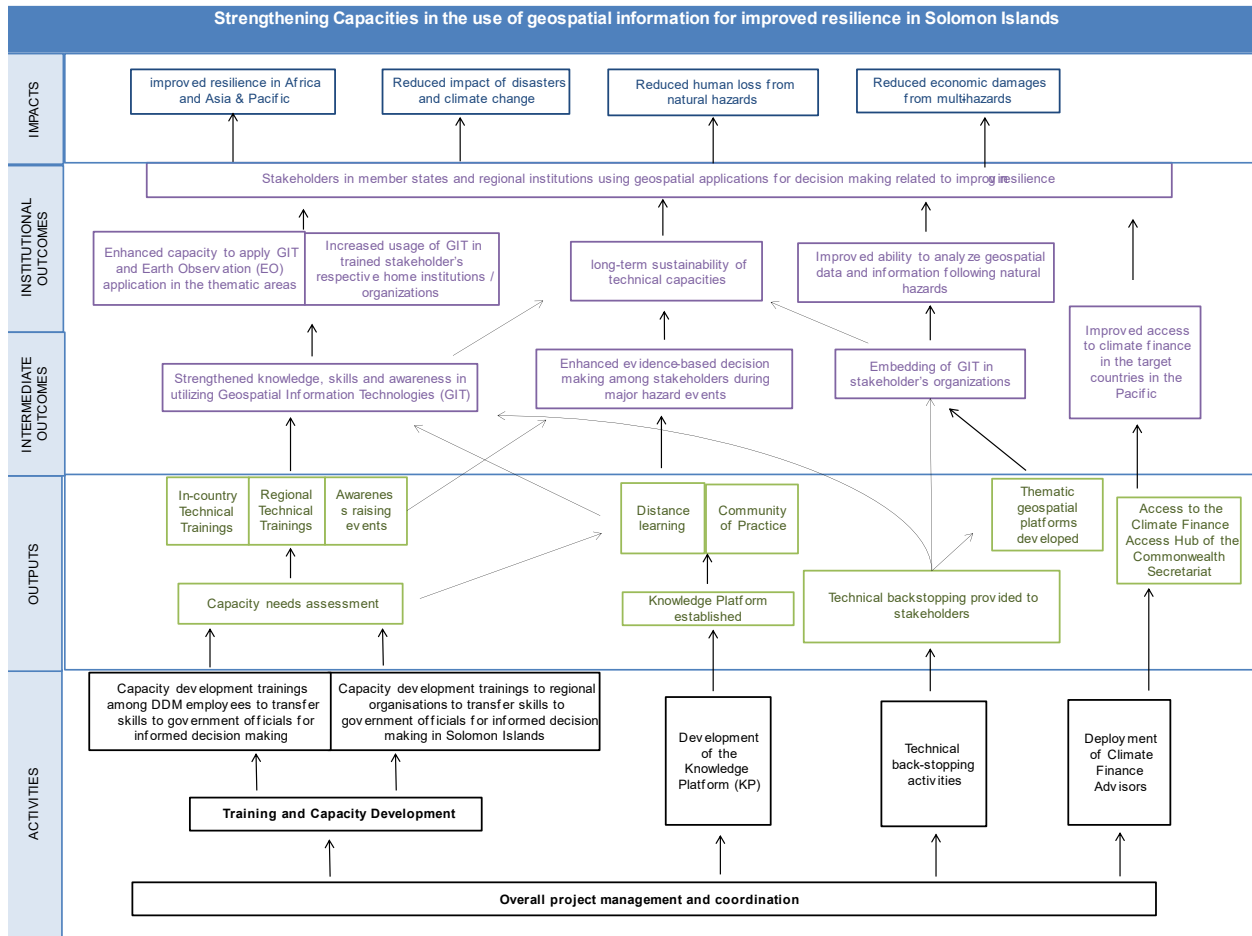 Strengthening Capacities in the use of geospatial information for improved resilience in Solomon Islands
IMPACTS
improved resilience in Africa
and Asia & Pacific
Reduced impact of disasters
and climate change
Reduced human loss from
natural hazards
Reduced economic damages
from multi-hazards
INSTITUTIONAL
OUTCOMES
Stakeholders in member states and regional institutions using geospatial applications for decision making related to improving resilience
Enhanced capacity to apply GIT
and Earth Observation (EO)
application in the thematic areas
Increased usage of GIT in
trained stakeholder's
respective home institutions /
organizations
long-term sustainability of
technical capacities
Improved ability to analyze geospatial
data and information following natural
hazards
INTERMEDIATE
OUTCOMES
Strengthened knowledge, skills and awareness in
utilizing Geospatial Information Technologies (GIT)
Enhanced evidence-based decision
making among stakeholders during
major hazard events
Embedding of GIT in
stakeholder's organizations
Improved access
to climate finance
in the target
countries in the
Pacific
OUTPUTS
In-country
Technical
Trainings
Regional
Technical
Trainings
Awarenes
s raising
events
Distance
learning
Community
of Practice
Thematic
geospatial
platforms
developed
Access to the
Climate Finance
Access Hub of the
Commonwealth
Secretariat
Capacity needs assessment
Knowledge Platform
established
Technical backstopping provided to
stakeholders
ACTIVITIES
Capacity development trainings
among DDM employees to transfer
skills to government officials for
informed decision making
Capacity development trainings to regional
organisations to transfer skills to
government officials for informed decision
making in Solomon Islands
Development
of the
Knowledge
Platform (KP)
Technical
back-stopping
activities
Deployment
of Climate
Finance
Advisors
Training and Capacity Development
Overall project management and coordination